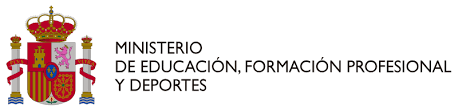 MINISTERIO
DE EDUCACIÓN, FORMACIÓN PROFESIONAL
Y DEPORTES